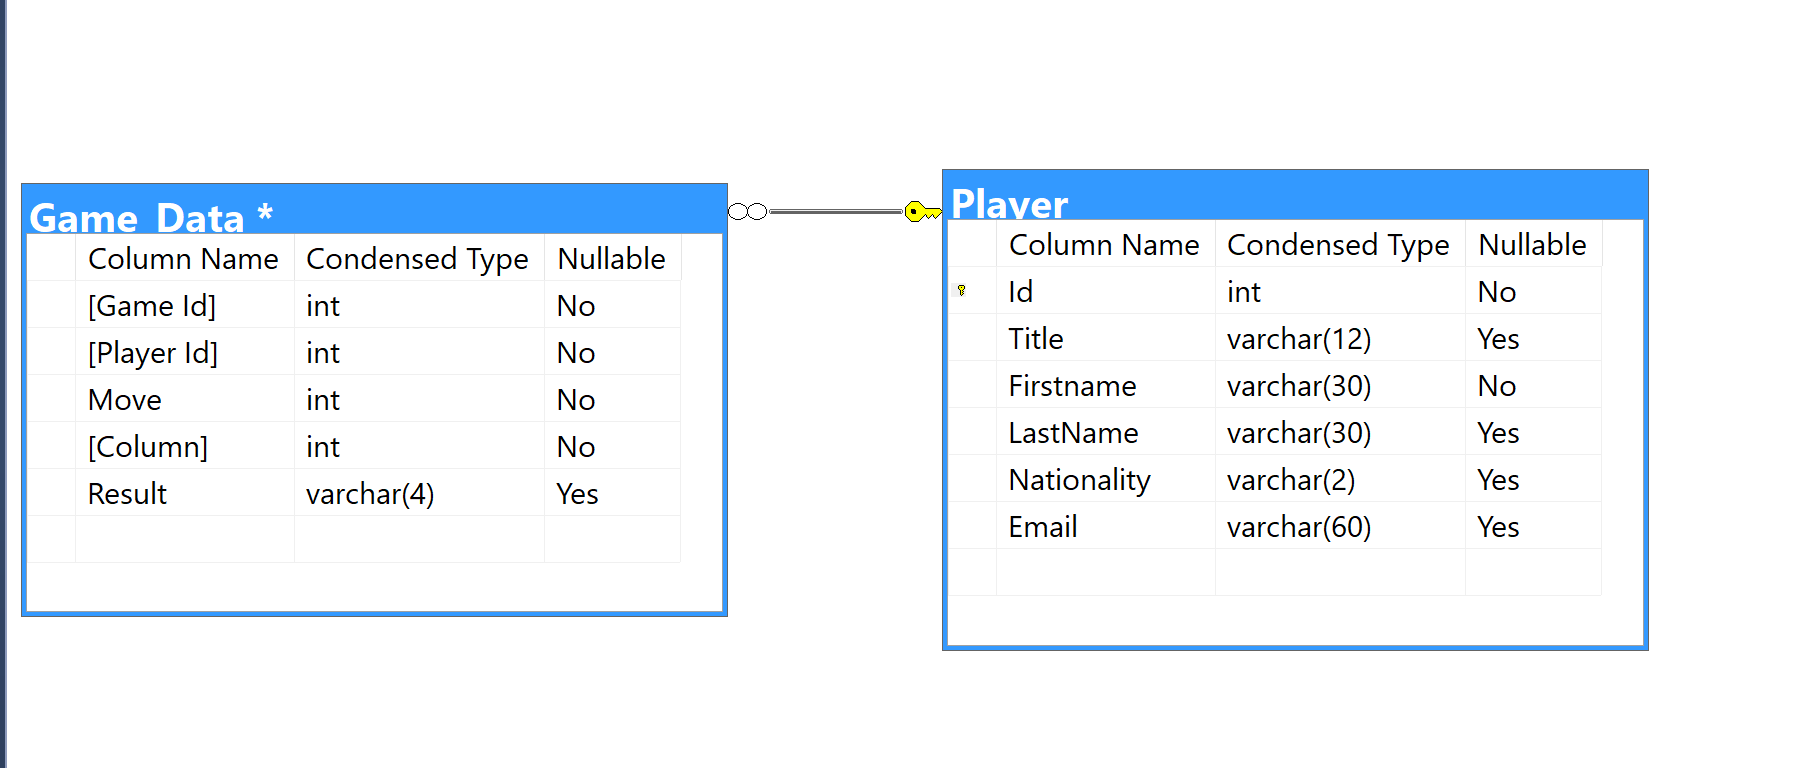 Game_Data *
Column Name Condensed Type Nullable
[Game Id] int No
[Player Id] int No
Move int No
[Column] int No
Result varchar(4) Yes
Player
Column Name Condensed Type Nullable
Id int No
Title varchar(12) Yes
Firstname varchar(30) No
LastName varchar(30) Yes
Nationality varchar(2) Yes
Email varchar(60) Yes